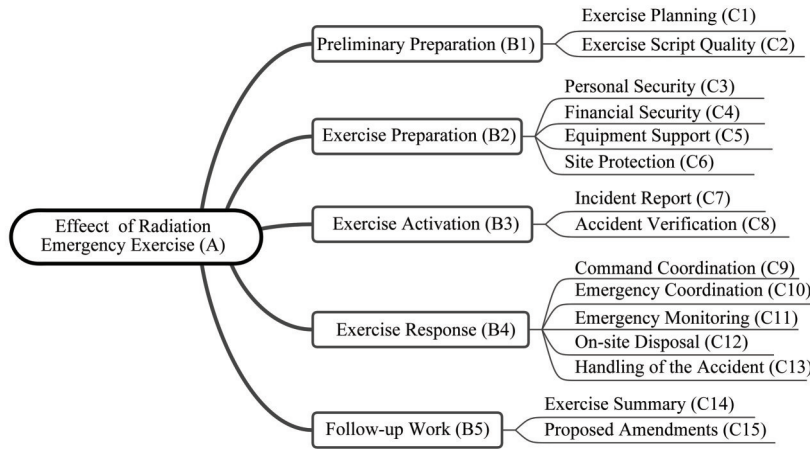 Effeect of Radiation
Emergency Exercise (A)
Preliminary Preparation (B1)
Exercise Planning (C1)
Exercise Script Quality (C2)
Exercise Preparation (B2)
Personal Security (C3)
Financial Security (C4)
Equipment Support (C5)
Site Protection (C6)
Exercise Activation (B3)
Incident Report (C7)
Accident Verification (C8)
Exercise Response (B4)
Command Coordination (C9)
Emergency Coordination (C10)
Emergency Monitoring (C11)
On-site Disposal (C12)
Handling of the Accident (C13)
Follow-up Work (B5)
Exercise Summary (C14)
Proposed Amendments (C15)